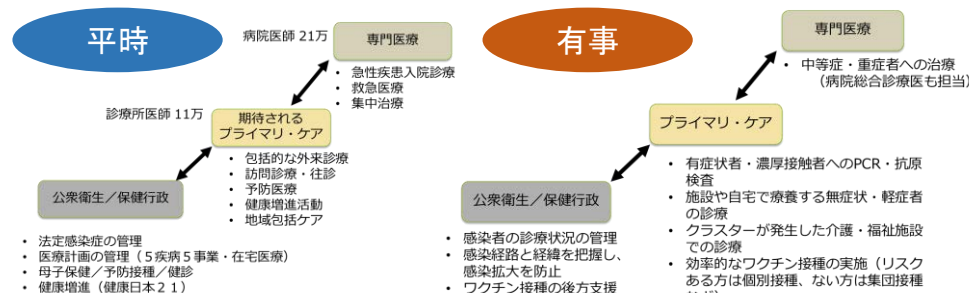 平時
病院医師 21万
専門医療
• 急性疾患入院診療
• 救急医療
• 集中治療
診療所医師 11万
期待される
プライマリ・ケア
• 包括的な外来診療
• 訪問診療・往診
• 予防医療
• 健康増進活動
• 地域包括ケア
公衆衛生／保健行政
• 法定感染症の管理
• 医療計画の管理（５疾病５事業・在宅医療）
• 母子保健／予防接種／健診
• 健康増進（健康日本２１）
有事
専門医療
• 中等症・重症者への治療
（病院総合診療医も担当)
プライマリ・ケア
• 有症状者・濃厚接触者へのPCR・抗原
検査
• 施設や自宅で療養する無症状・軽症者
の診療
• クラスターが発生した介護・福祉施設
での診療
• 効率的なワクチン接種の実施（リスク
ある方は個別接種、ない方は集団接種
公衆衛生／保健行政
• 感染者の診療状況の管理
• 感染経路と経緯を把握し、
感染拡大を防止
• ワクチン接種の後方支援